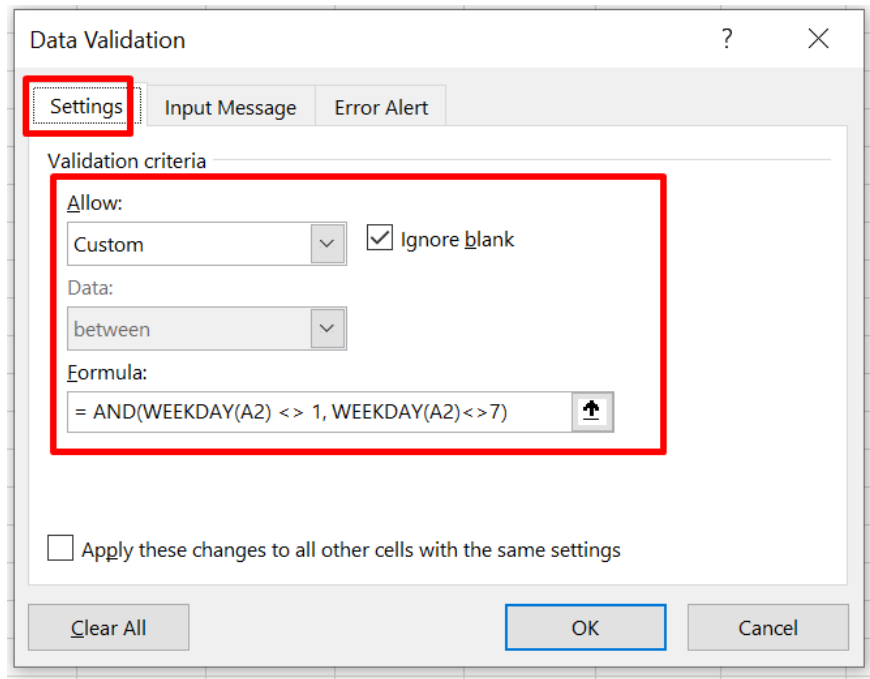 Data Validation ?
Settings Input Message Error Alert
Validation criteria
Allow:
Custom Ignore blank
Data:
between
Formula:
= AND(WEEKDAY(A2) <> 1, WEEKDAY(A2)<>7)
Apply these changes to all other cells with the same settings
Clear All OK Cancel